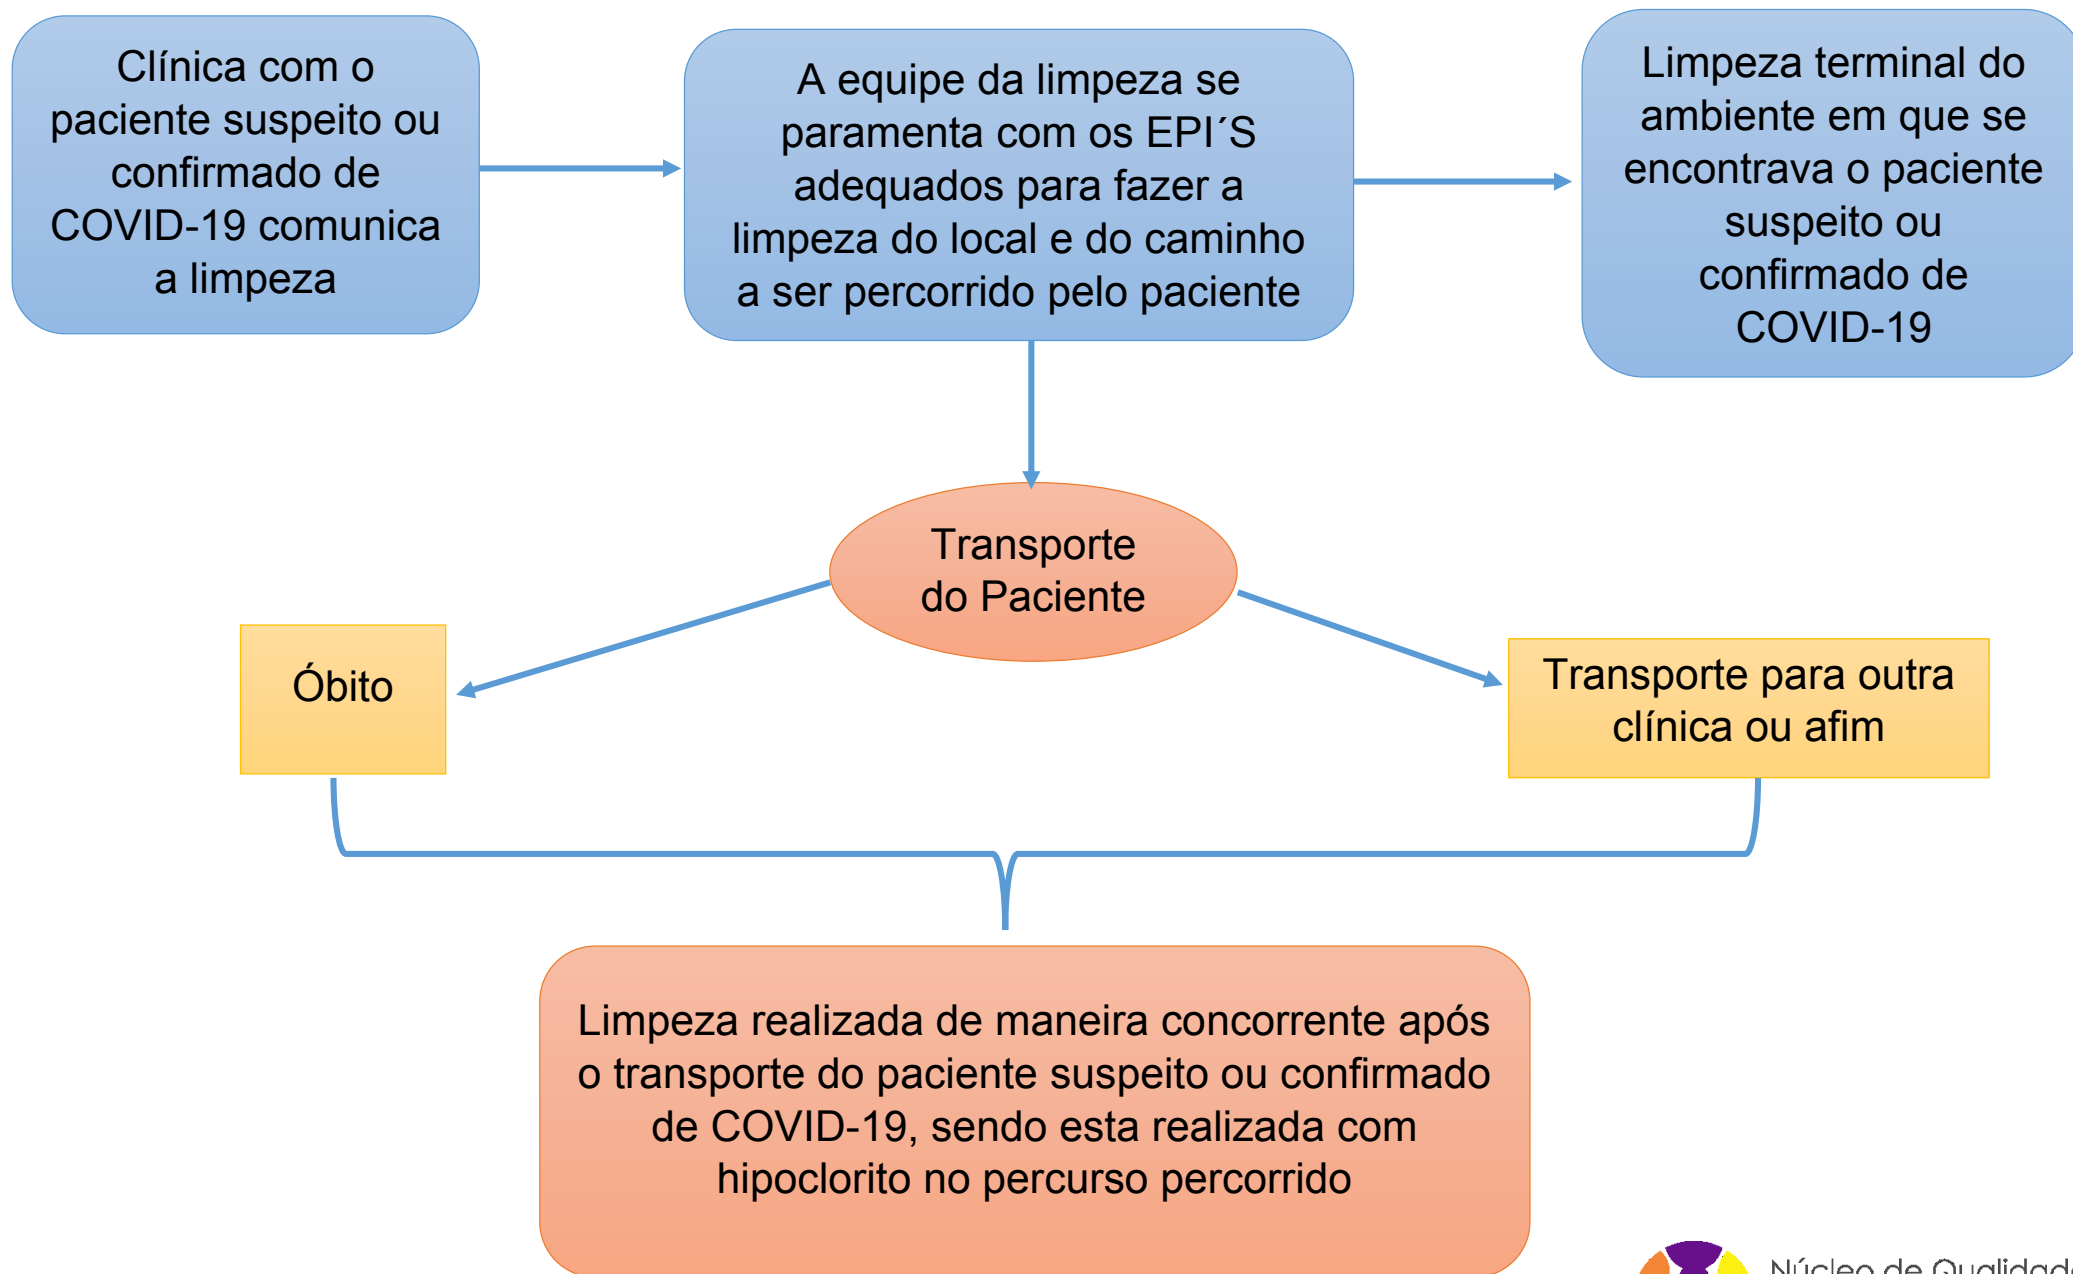 Clínica com o
paciente suspeito ou
confirmado de
COVID-19 comunica
a limpeza
A equipe da limpeza se
paramenta com os EPI´S
adequados para fazer a
limpeza do local e do caminho
a ser percorrido pelo paciente
Limpeza terminal do
ambiente em que se
encontrava o paciente
suspeito ou
confirmado de
COVID-19
Transporte
do Paciente
Óbito
Transporte para outra
clínica ou afim
Limpeza realizada de maneira concorrente após
o transporte do paciente suspeito ou confirmado
de COVID-19, sendo esta realizada com
hipoclorito no percurso percorrido
Núcleo de Qualidade